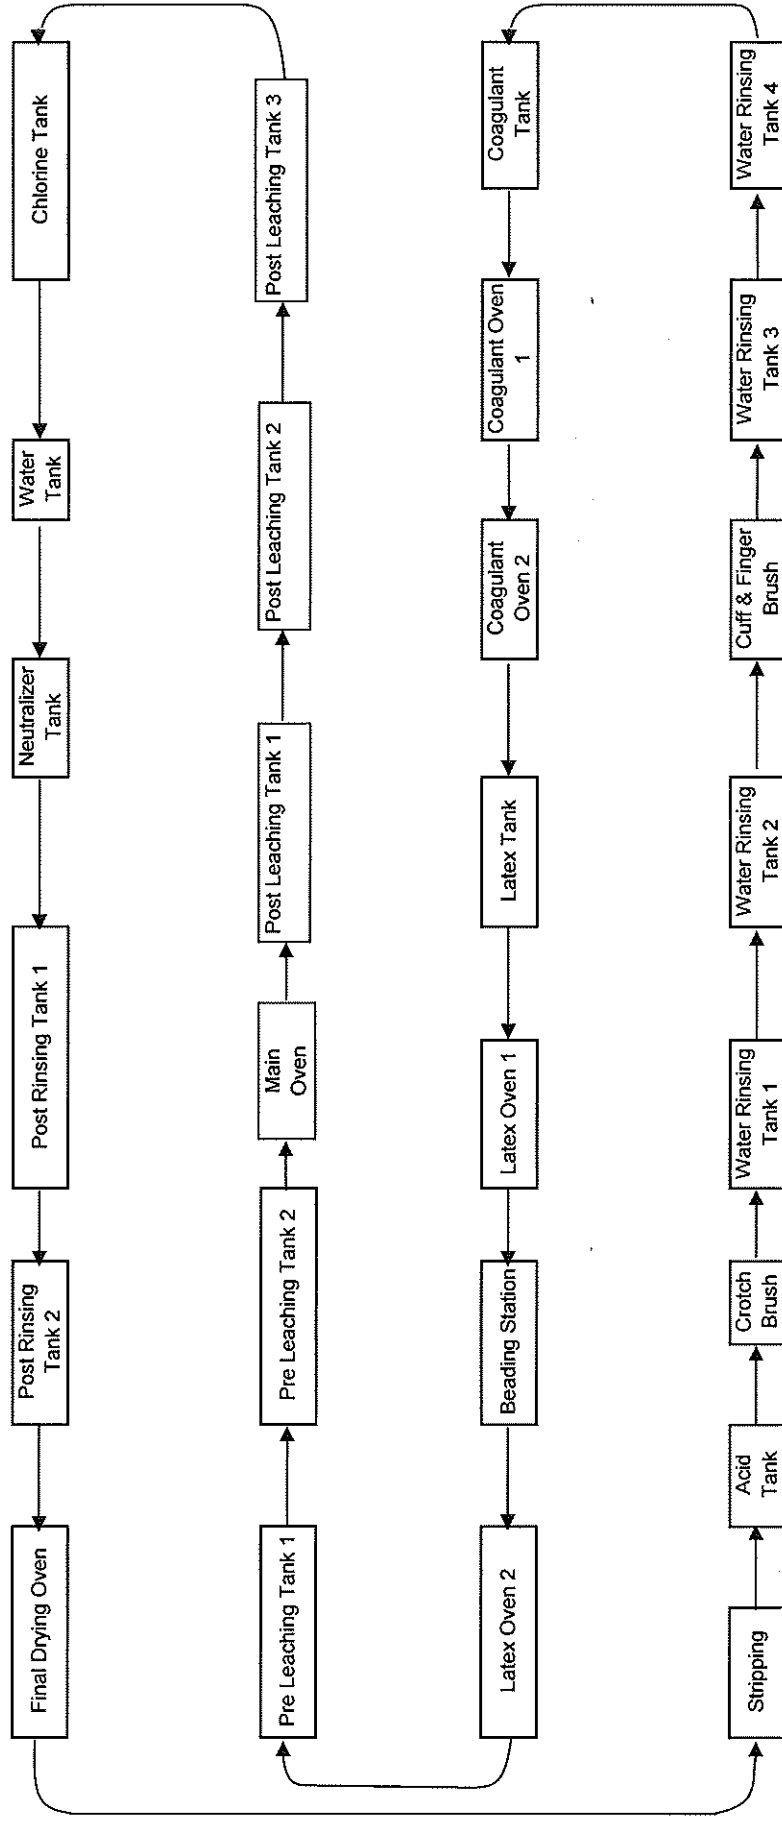 Final Drying Oven
Post Rinsing
Tank 2
Post Rinsing Tank 1
Neutralizer
Tank
Water
Tank
Chlorine Tank
Pre Leaching Tank 1
Pre Leaching Tank 2
Main
Oven
Post Leaching Tank 1
Post Leaching Tank 2
Post Leaching Tank 3
Latex Oven 2
Beading Station
Latex Oven 1
Latex Tank
Coagulant
Oven 2
Coagulant Oven
1
Coagulant
Tank
Stripping
Acid
Tank
Crotch
Brush
Water Rinsing
Tank 1
Water Rinsing
Tank 2
Cuff & Finger
Brush
Water Rinsing
Tank 3
Water Rinsing
Tank 4